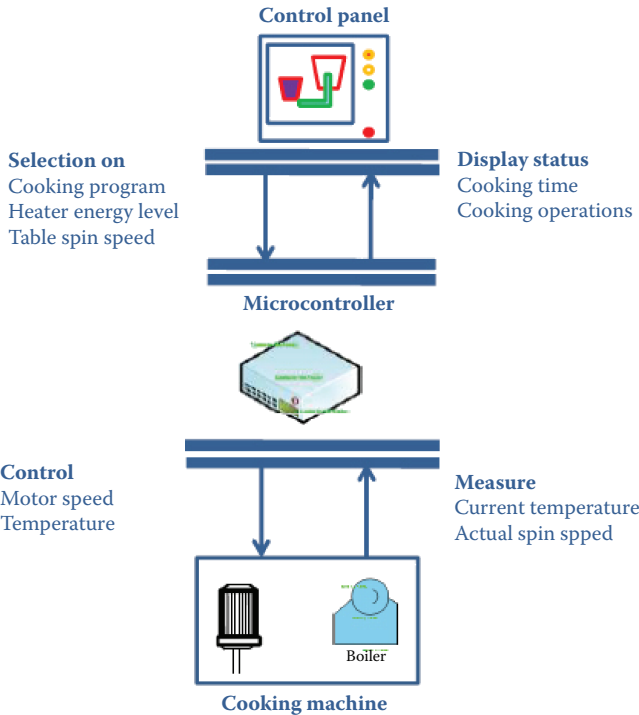 Control panel
Selection on
Cooking program
Heater energy level
Table spin speed
Display status
Cooking time
Cooking operations
Microcontroller
Control
Motor speed
Temperature
Measure
Current temperature
Actual spin spped
Boiler
Cooking machine